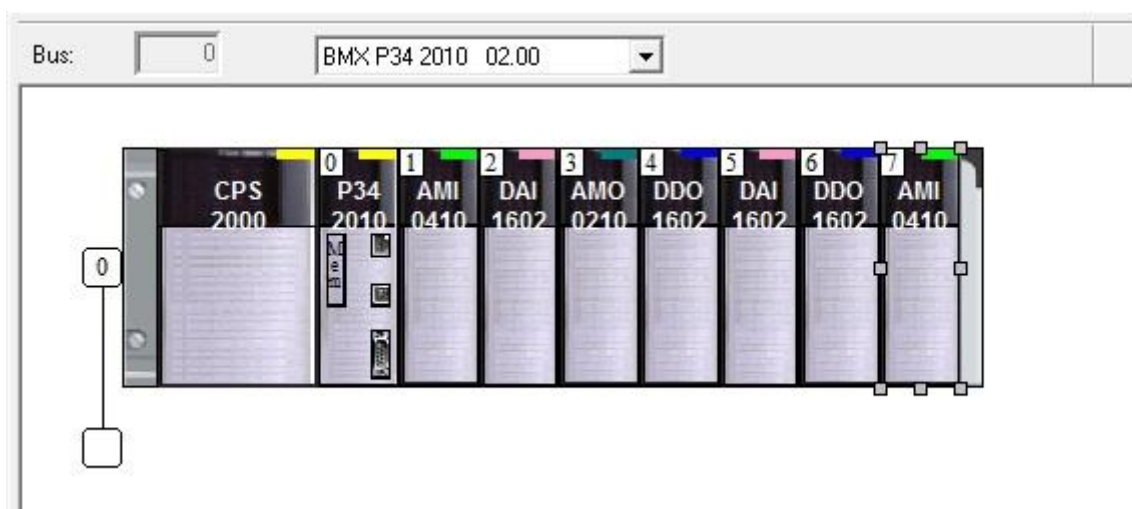 Bus: 0 BMX P34 2010 02.00
0 1 2 3 4 5 6 7
CPS P34 AMI DAI AMO DDO DAI DDO AMI
2000 2010 0410 1602 0210 1602 1602 1602 0410
Mem
0